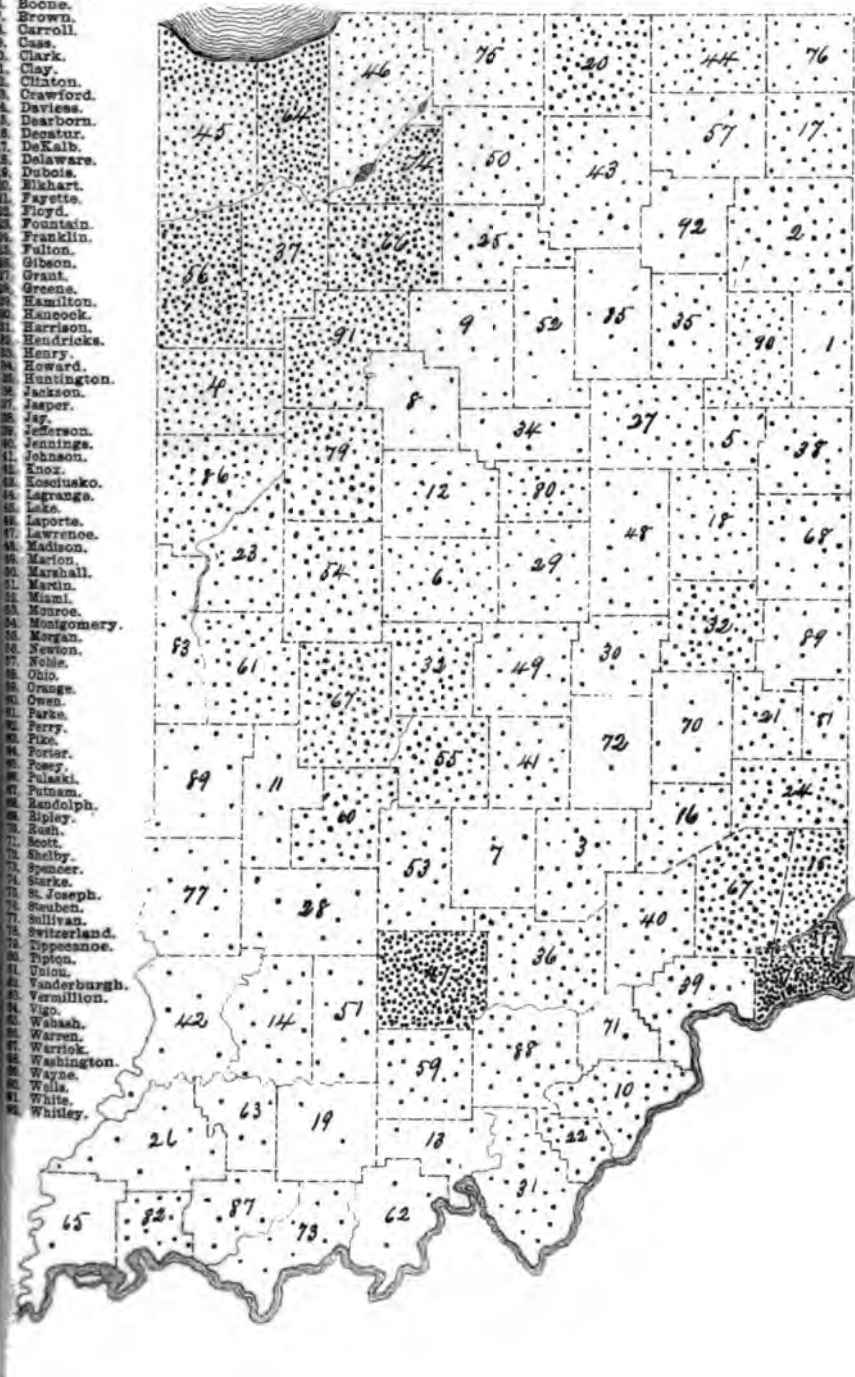 Boone.
Brown.
Carroll.
Cass.
Clark.
Clay.
Clinton.
Crawford.
Daviess.
Dearborn.
Decatur.
DeKalb.
Delaware.
Dubois.
Elkhart.
Fayette.
Floyd.
Fountain.
Franklin.
Fulton.
Gibson.
Grant.
Greene.
Hamilton.
Hancock.
Harrison.
Hendricks.
Henry.
Howard.
Huntington.
Jackson.
Jasper.
Jay.
Jefferson.
Jennings.
Johnson.
Knox.
Kosciusko.
Lagrange.
Lake.
Laporte.
Lawrence.
Madison.
Marion.
Marshall.
Martin.
Miami.
Monroe.
Montgomery.
Morgan.
Newton.
Noble.
Ohio.
Orange.
Owen.
Parke.
Perry.
Pike.
Porter.
Posey.
Pulaski.
Putnam.
Randolph.
Ripley.
Rush.
Scott.
Shelby.
Spencer.
Starke.
St. Joseph.
Steuben.
Sullivan.
Switzerland.
Tippecanoe.
Tipton.
Union.
Vanderburgh.
Vermillion.
Vigo.
Wabash.
Warren.
Warrick.
Washington.
Wayne.
Wells.
White.
Whitley.
46 75 20 44 76
45 64 74 50 43 57 17
56 37 66 25 92 2
91 9 52 85 35 90 1
4 8 34 27 5 38
86 79 12 80 48 18 68
23 54 6 29
83 61 67 32 49 30 32 89
89 11 55 41 72 70 21 81
60 53 7 3 16 24
77 28 36 40 67 15
42 14 51 47 39 78
59 88 71 10
26 63 19 13 31 22
65 82 87 73 62